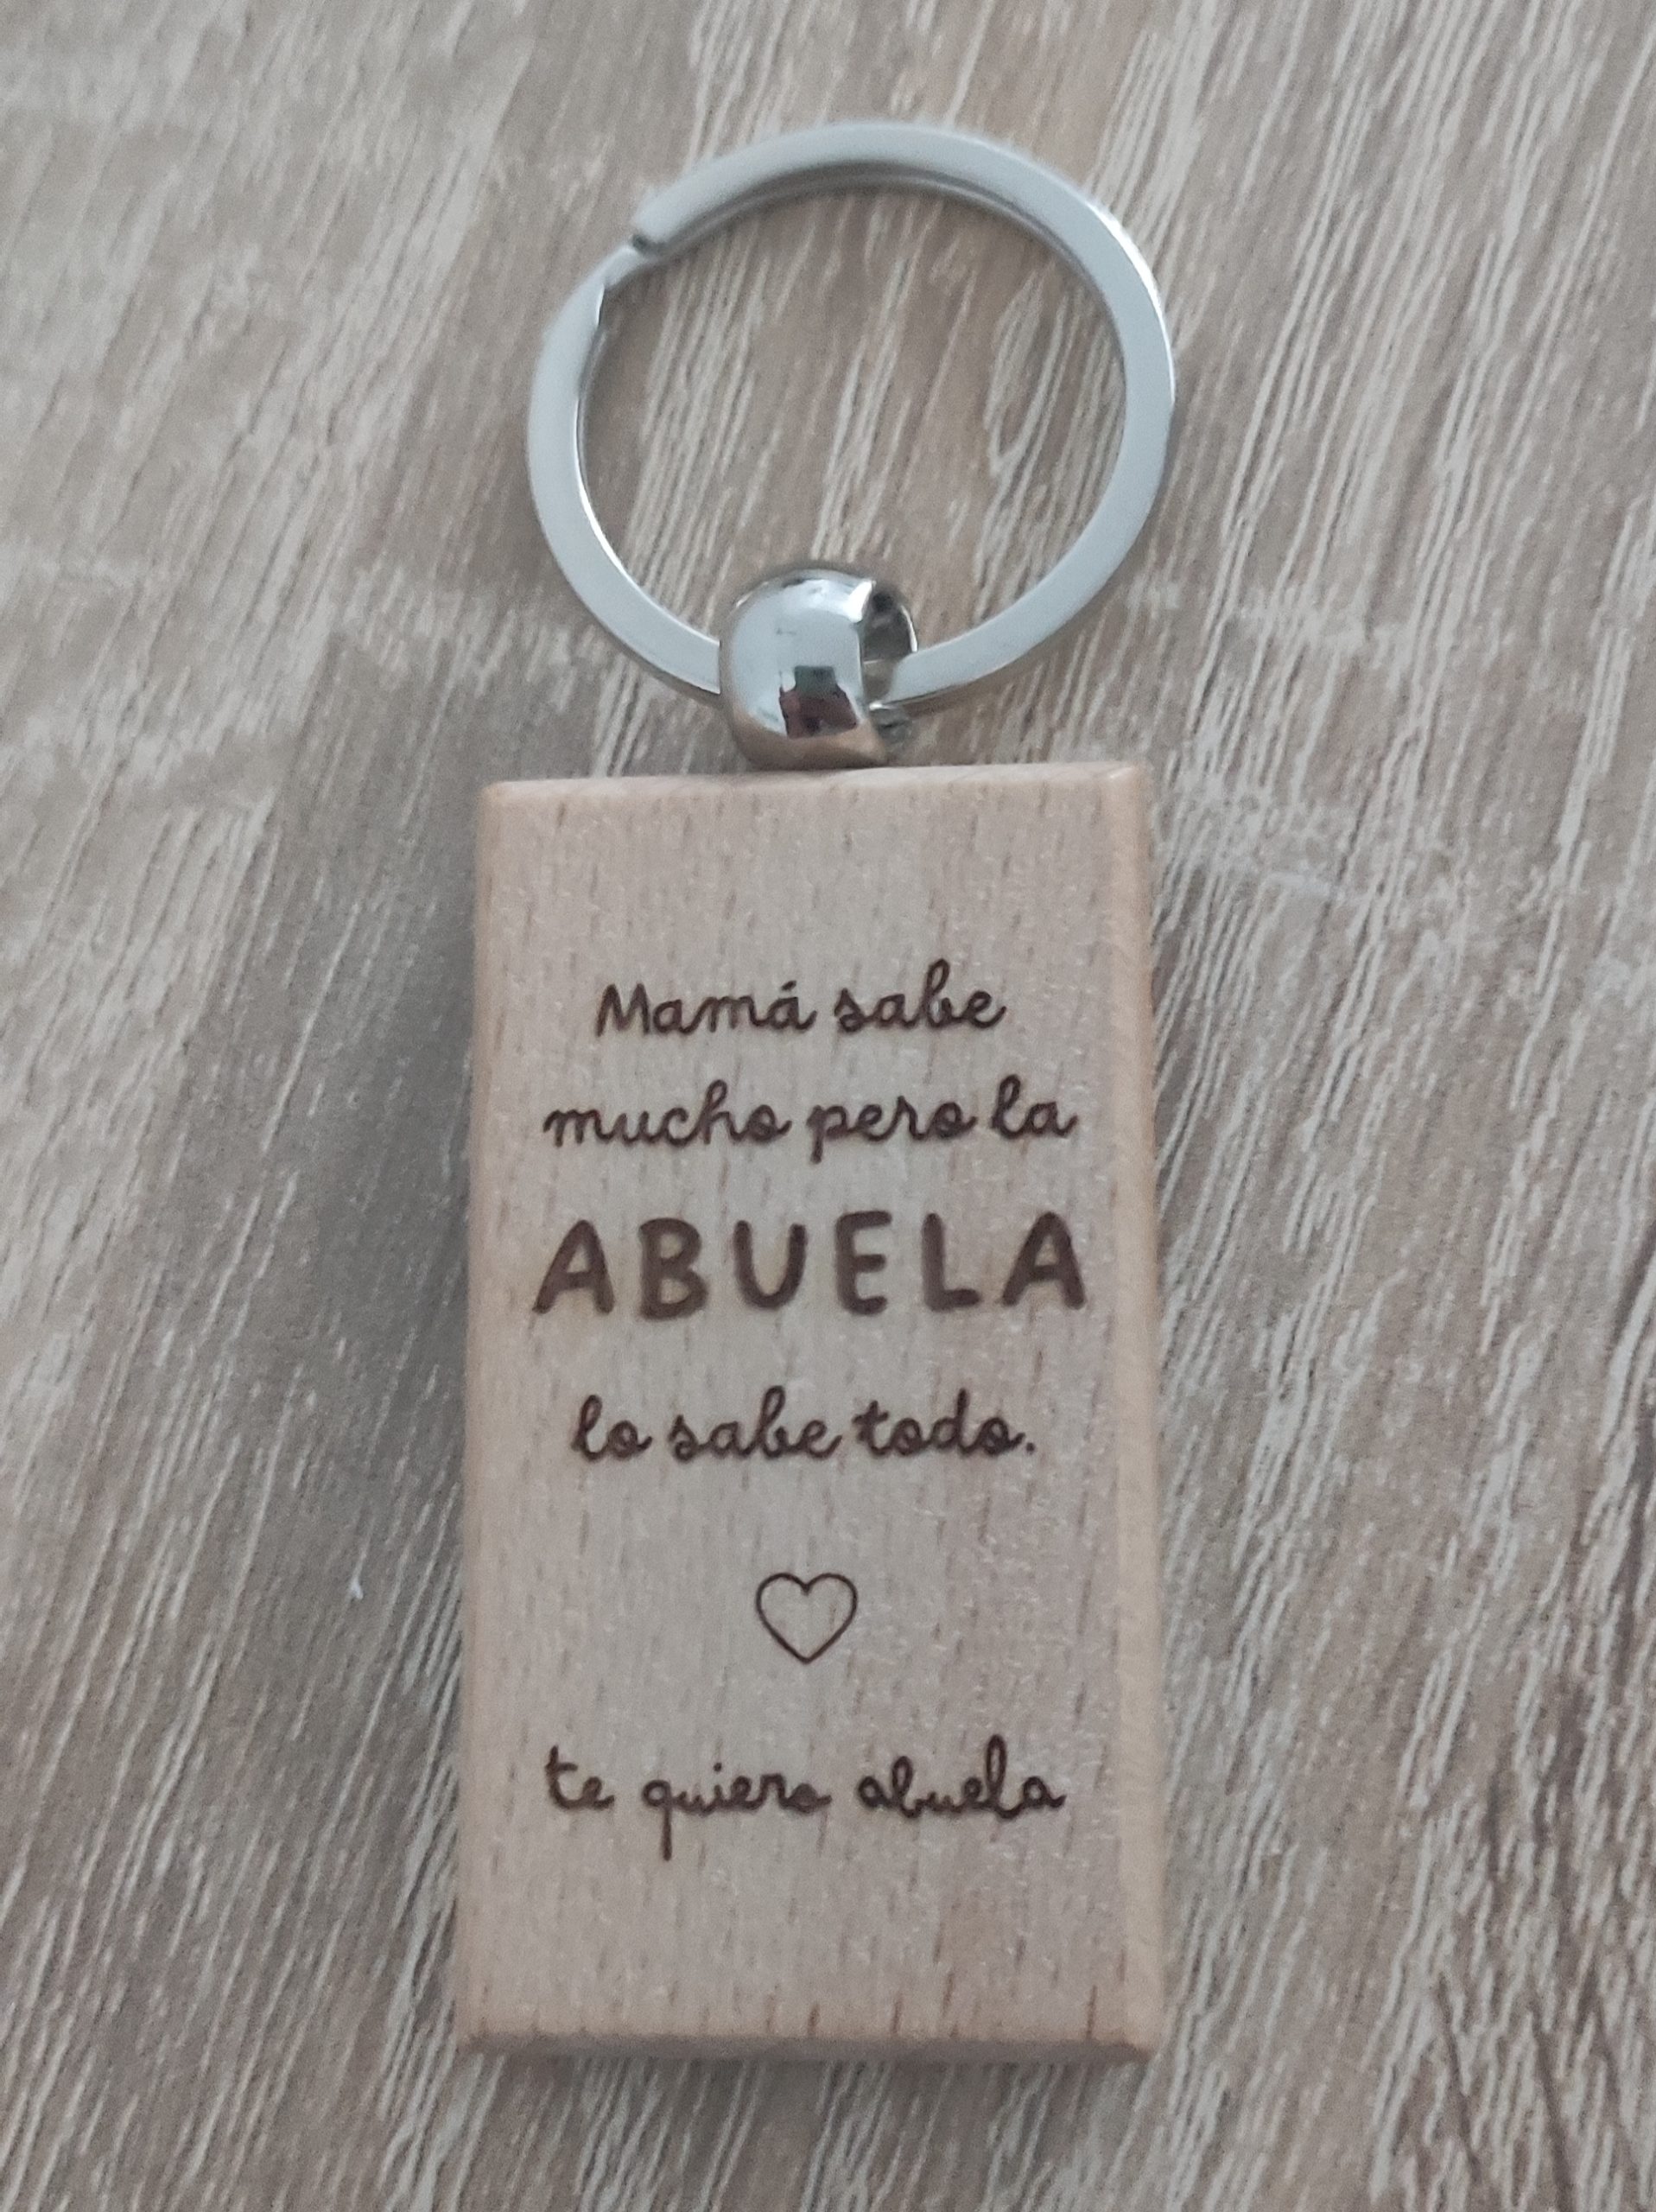 Mamá sabe
mucho pero la
ABUELA
lo sabe todo.
te quiero abuela